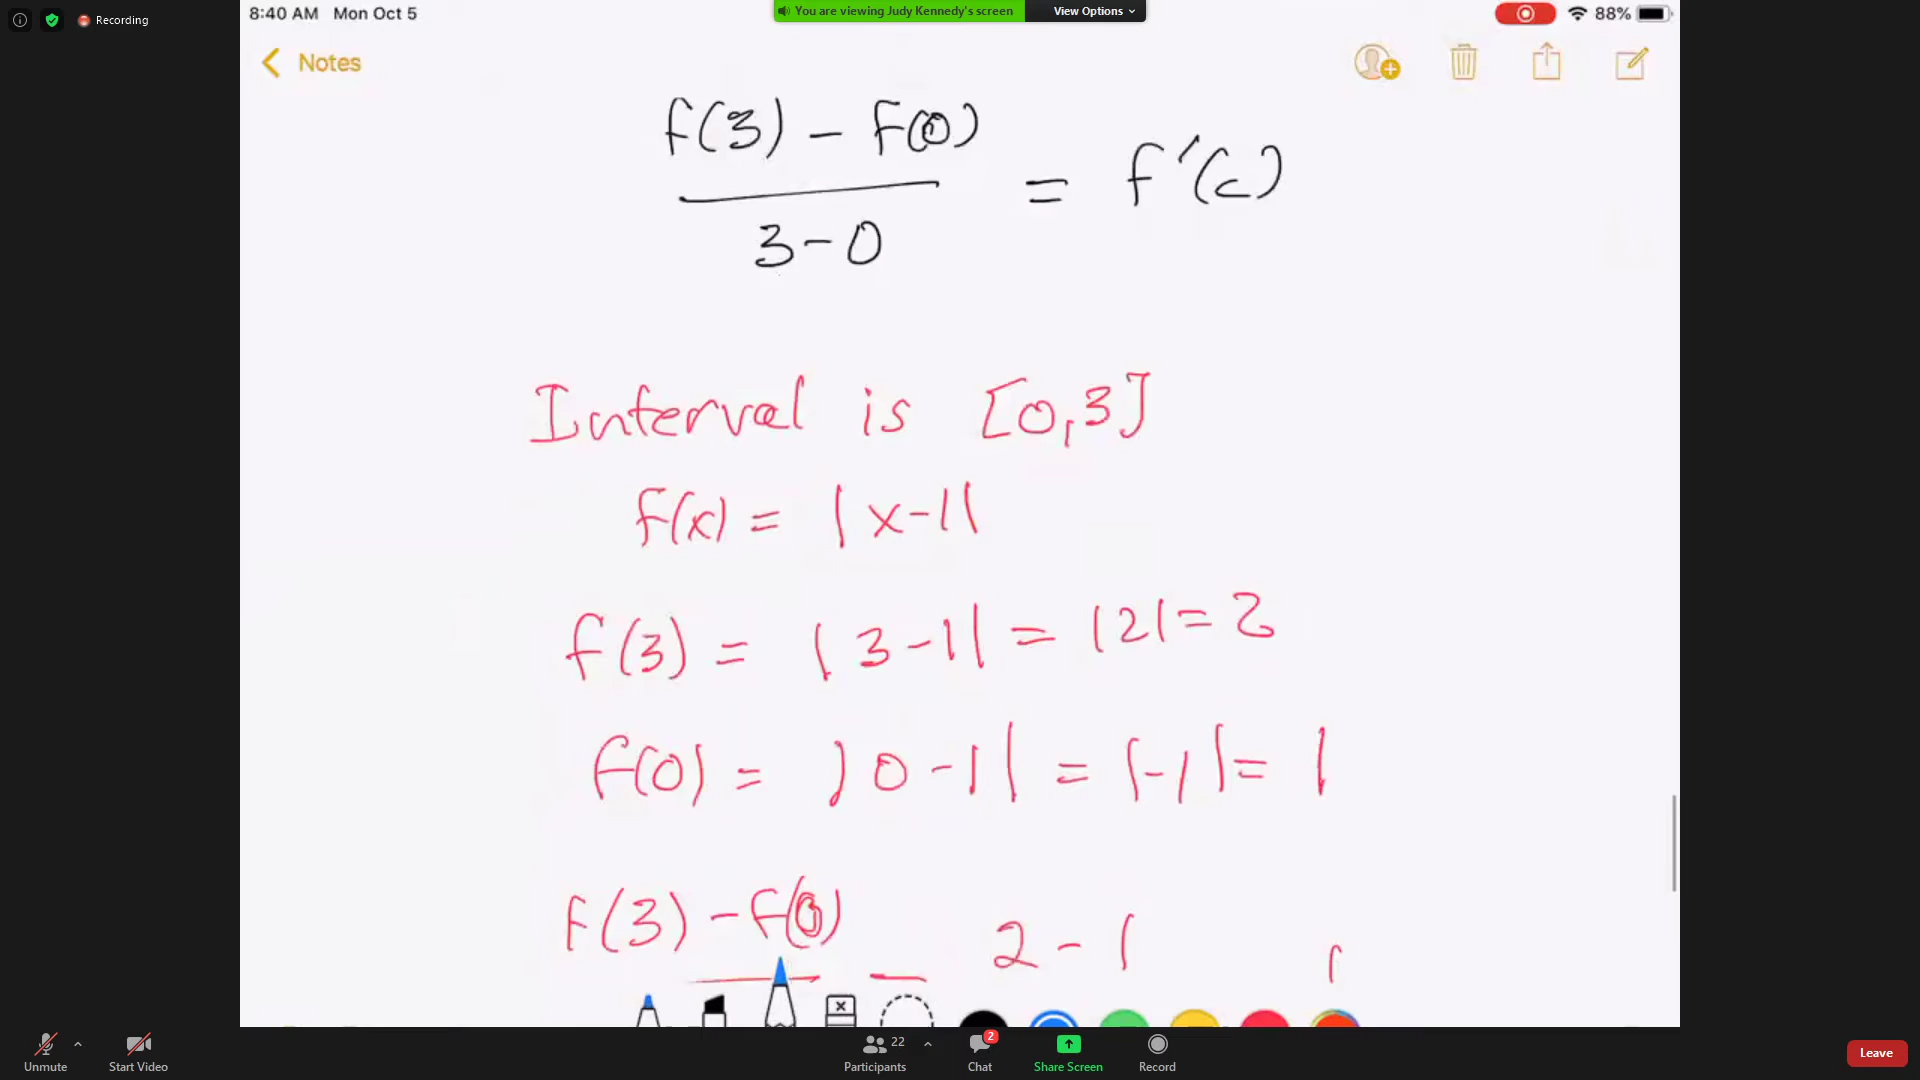 Recording
8:40 AM Mon Oct 5
You are viewing Judy Kennedy's screen
View Options
88%
Notes
f(3) - f(0)
3-0
= f'(c)
Interval is [0,3]
f(x) = |x-1|
f(3) = |3-1| = |2| = 2
f(0) = |0-1| = |-1| = 1
f(3) - f(0)
2 - 1
1
Unmute
Start Video
22
Participants
2
Chat
Share Screen
Record
Leave